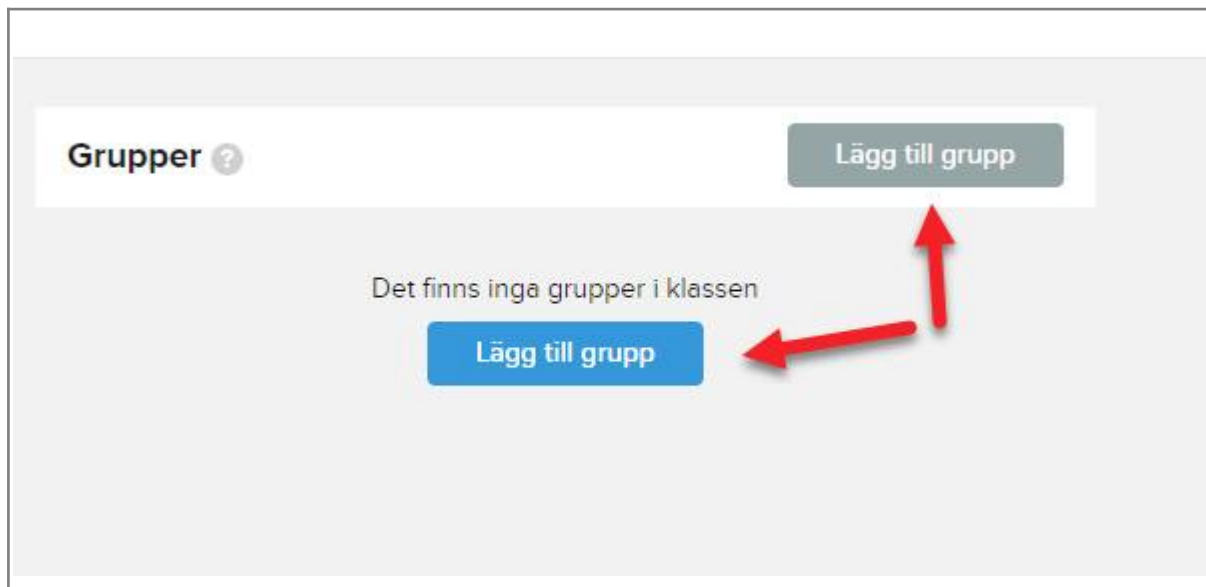 Grupper ?
Lägg till grupp
Det finns inga grupper i klassen
Lägg till grupp